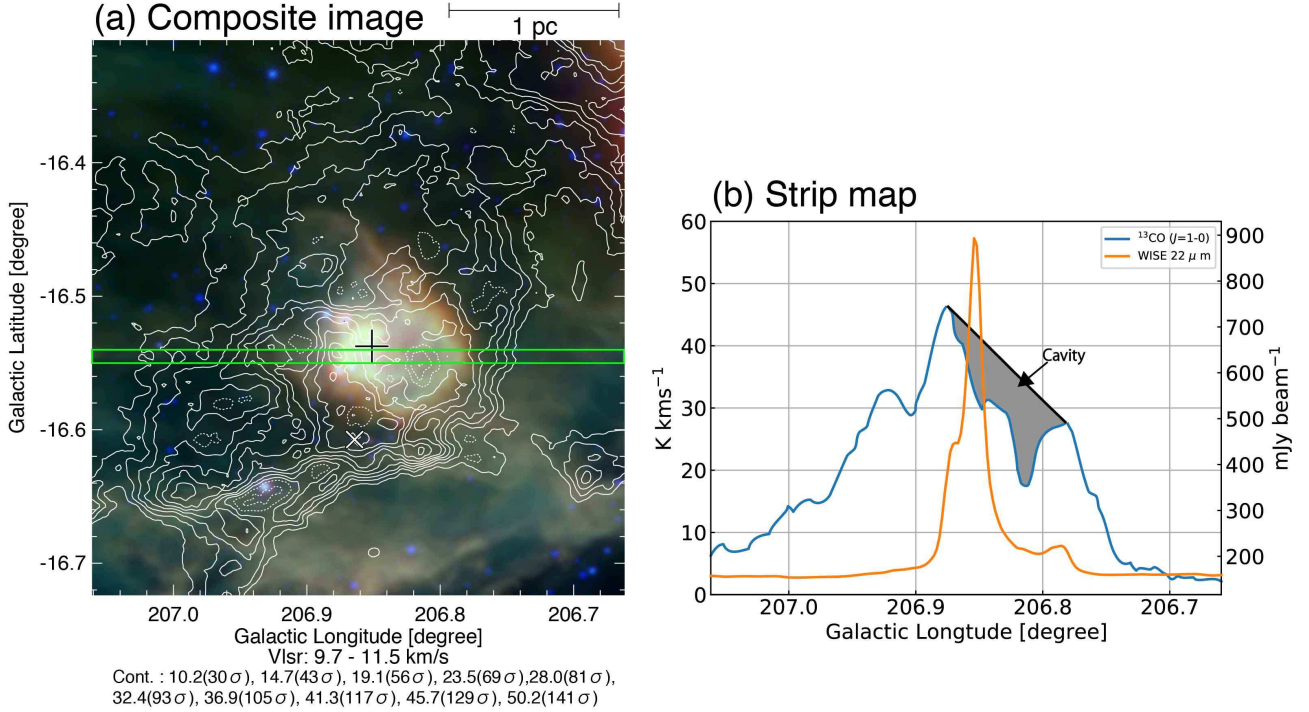 (a) Composite image
1 pc
-16.4
-16.5
-16.6
-16.7
Galactic Latitude [degree]
207.0 206.9 206.8 206.7
Galactic Longitude [degree]
Vlsr: 9.7 - 11.5 km/s
Cont. : 10.2(30σ), 14.7(43σ), 19.1(56σ), 23.5(69σ),28.0(81σ),
32.4(93σ), 36.9(105σ), 41.3(117σ), 45.7(129σ), 50.2(141σ)
(b) Strip map
60
50
40
30
20
10
0
K kms⁻¹
¹³CO (J=1-0)
WISE 22 μ m
Cavity
900
800
700
600
500
400
300
200
mJy beam⁻¹
207.0 206.9 206.8 206.7
Galactic Longtude [degree]